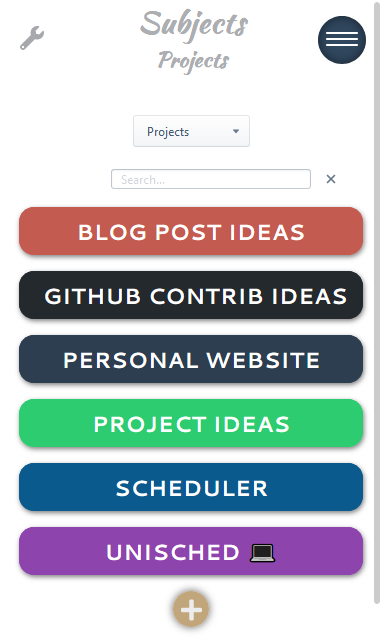 Subjects
Projects
Projects
Search...
BLOG POST IDEAS
GITHUB CONTRIB IDEAS
PERSONAL WEBSITE
PROJECT IDEAS
SCHEDULER
UNISCHED 💻